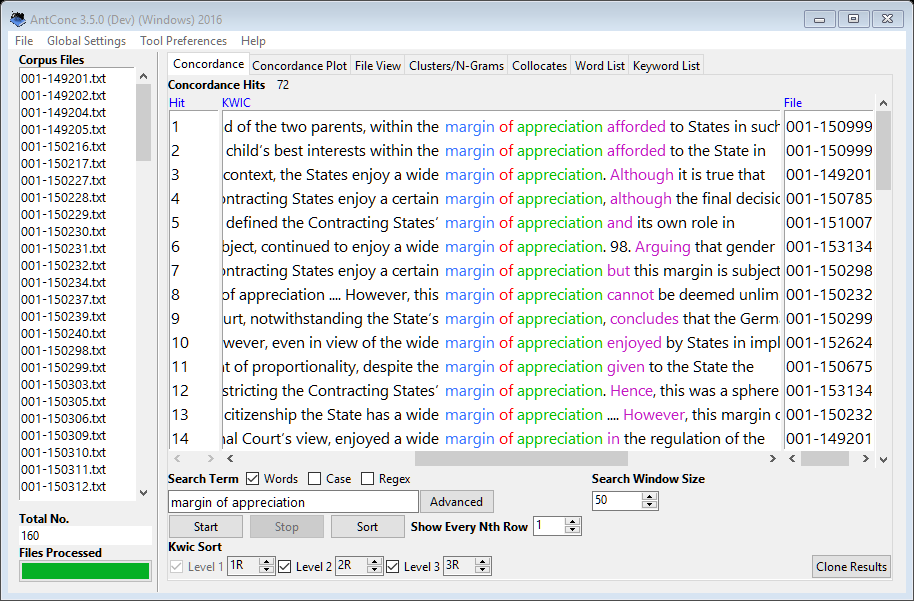 AntConc 3.5.0 (Dev) (Windows) 2016
File Global Settings Tool Preferences Help
Corpus Files
001-149201.txt
001-149202.txt
001-149204.txt
001-149205.txt
001-150216.txt
001-150217.txt
001-150227.txt
001-150228.txt
001-150229.txt
001-150230.txt
001-150231.txt
001-150232.txt
001-150234.txt
001-150237.txt
001-150239.txt
001-150240.txt
001-150298.txt
001-150299.txt
001-150303.txt
001-150305.txt
001-150306.txt
001-150309.txt
001-150310.txt
001-150311.txt
001-150312.txt
Total No.
160
Files Processed
Concordance Concordance Plot File View Clusters/N-Grams Collocates Word List Keyword List
Concordance Hits 72
Hit KWIC File
1 d of the two parents, within the margin of appreciation afforded to States in such 001-150999
2 child's best interests within the margin of appreciation afforded to the State in 001-150999
3 context, the States enjoy a wide margin of appreciation. Although it is true that 001-149201
4 ontracting States enjoy a certain margin of appreciation, although the final decisic 001-150785
5 defined the Contracting States' margin of appreciation and its own role in 001-151007
6 bject, continued to enjoy a wide margin of appreciation. 98. Arguing that gender 001-153134
7 ontracting States enjoy a certain margin of appreciation but this margin is subject 001-150298
8 of appreciation .... However, this margin of appreciation cannot be deemed unlim 001-150232
9 ourt, notwithstanding the State's margin of appreciation, concludes that the Germ 001-150299
10 owever, even in view of the wide margin of appreciation enjoyed by States in impl 001-152624
11 nt of proportionality, despite the margin of appreciation given to the State the 001-150675
12 stricting the Contracting States' margin of appreciation. Hence, this was a sphere 001-153134
13 citizenship the State has a wide margin of appreciation .... However, this margin c 001-150232
14 nal Court's view, enjoyed a wide margin of appreciation in the regulation of the 001-149201
Search Term Words Case Regex Search Window Size
margin of appreciation Advanced 50
Start Stop Sort Show Every Nth Row 1
Kwic Sort
Level 1 1R Level 2 2R Level 3 3R Clone Results